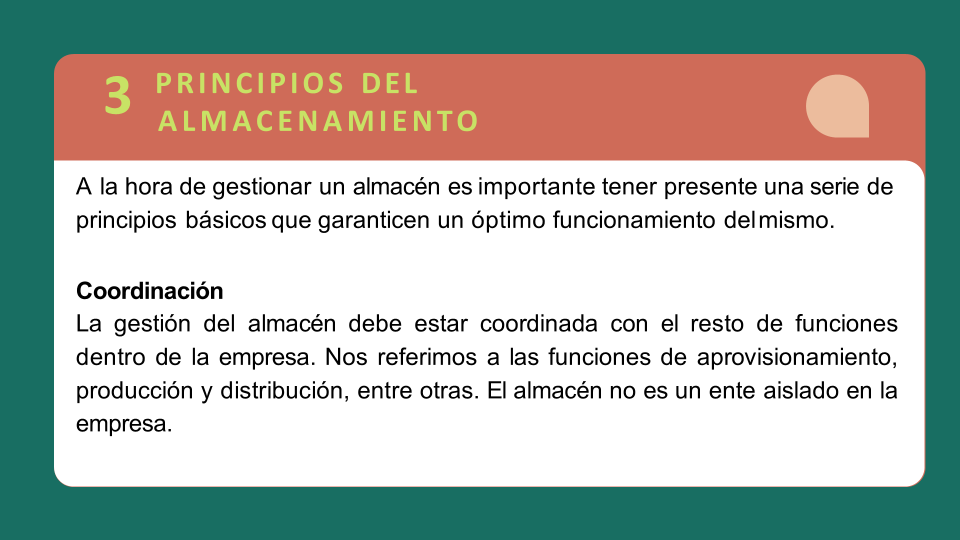 3 PRINCIPIOS DEL
ALMACENAMIENTO
A la hora de gestionar un almacén es importante tener presente una serie de
principios básicos que garanticen un óptimo funcionamiento del mismo.
Coordinación
La gestión del almacén debe estar coordinada con el resto de funciones
dentro de la empresa. Nos referimos a las funciones de aprovisionamiento,
producción y distribución, entre otras. El almacén no es un ente aislado en la
empresa.